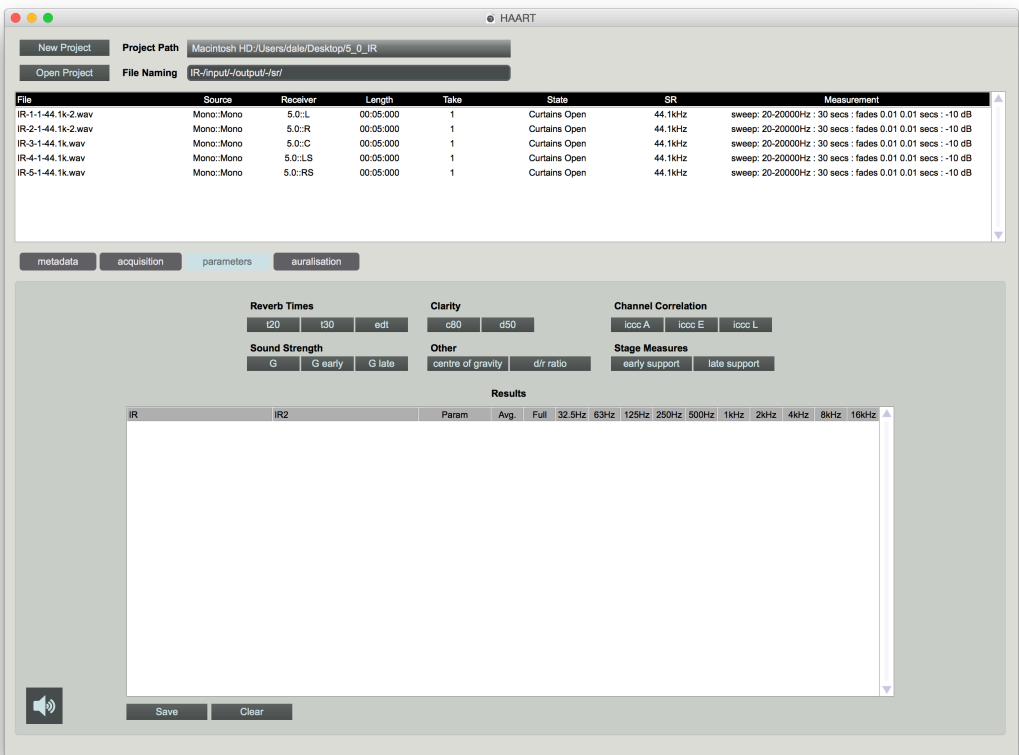 HAART
New Project Project Path Macintosh HD:/Users/dale/Desktop/5_0_IR
Open Project File Naming IR-/input/-/output/-/sr/
File Source Receiver Length Take State SR Measurement
IR-1-1-44.1k-2.wav Mono::Mono 5.0::L 00:05:000 1 Curtains Open 44.1kHz sweep: 20-20000Hz : 30 secs : fades 0.01 0.01 secs : -10 dB
IR-2-1-44.1k-2.wav Mono::Mono 5.0::R 00:05:000 1 Curtains Open 44.1kHz sweep: 20-20000Hz : 30 secs : fades 0.01 0.01 secs : -10 dB
IR-3-1-44.1k.wav Mono::Mono 5.0::C 00:05:000 1 Curtains Open 44.1kHz sweep: 20-20000Hz : 30 secs : fades 0.01 0.01 secs : -10 dB
IR-4-1-44.1k.wav Mono::Mono 5.0::LS 00:05:000 1 Curtains Open 44.1kHz sweep: 20-20000Hz : 30 secs : fades 0.01 0.01 secs : -10 dB
IR-5-1-44.1k.wav Mono::Mono 5.0::RS 00:05:000 1 Curtains Open 44.1kHz sweep: 20-20000Hz : 30 secs : fades 0.01 0.01 secs : -10 dB
metadata acquisition parameters auralisation
Reverb Times Clarity Channel Correlation
t20 t30 edt c80 d50 iccc A iccc E iccc L
Sound Strength Other Stage Measures
G G early G late centre of gravity d/r ratio early support late support
Results
IR IR2 Param Avg. Full 32.5Hz 63Hz 125Hz 250Hz 500Hz 1kHz 2kHz 4kHz 8kHz 16kHz
Save Clear